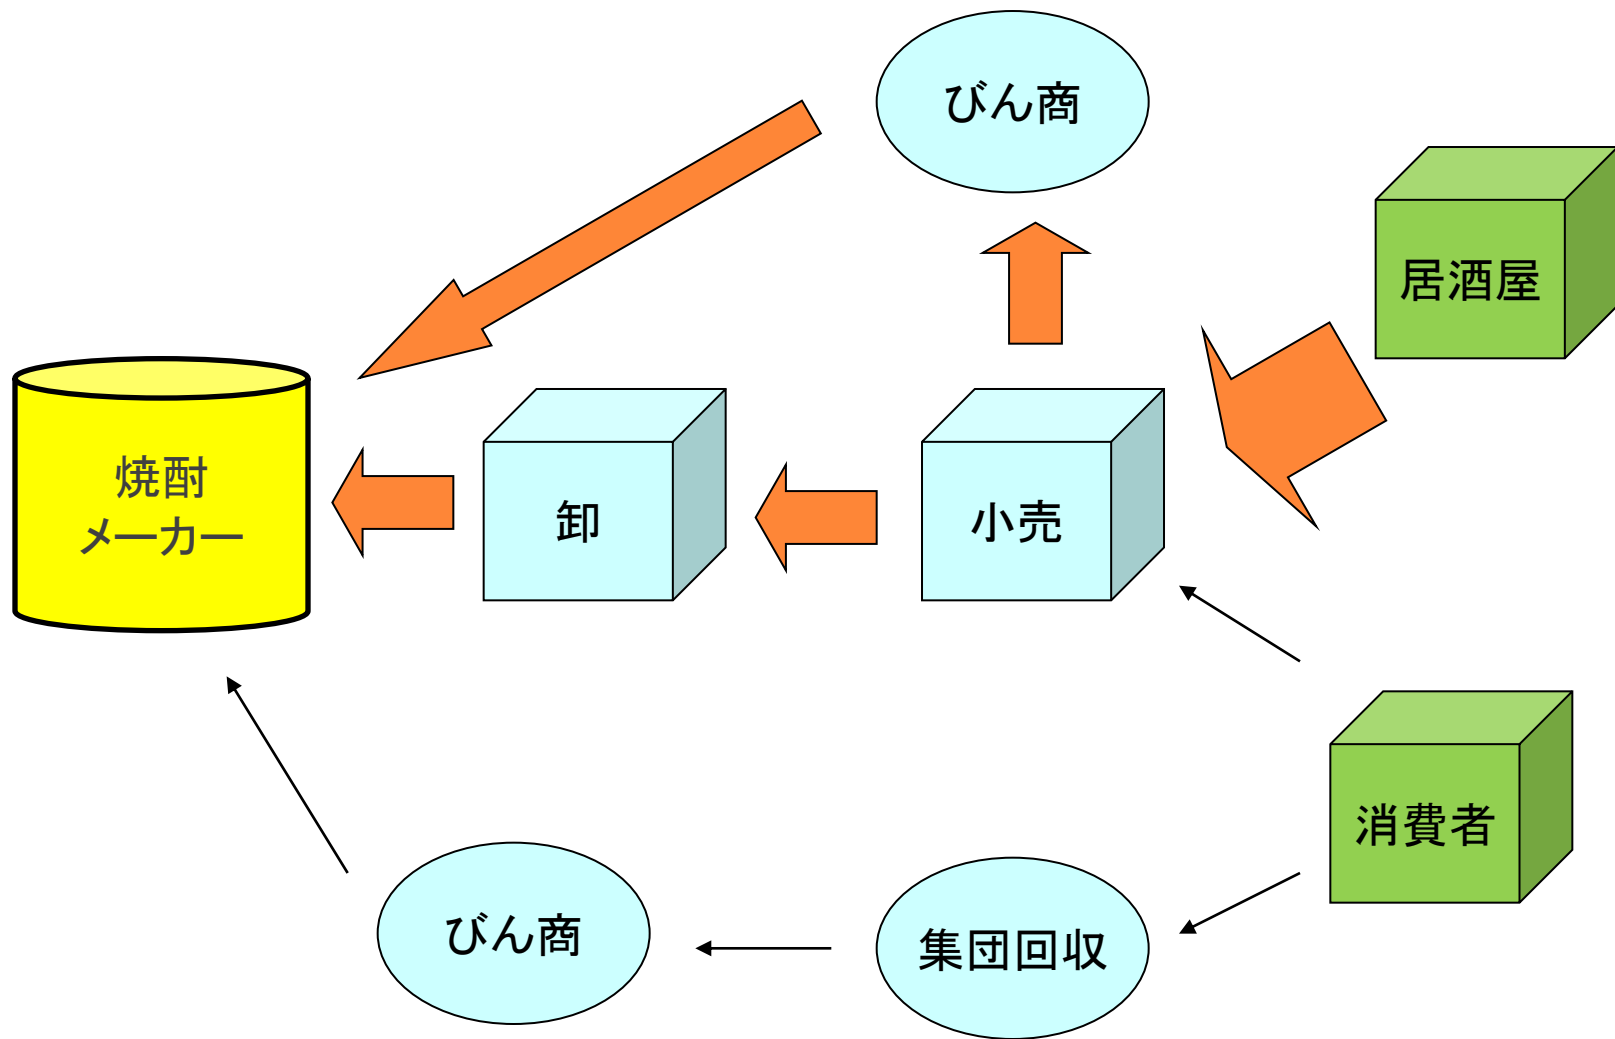 びん商
居酒屋
焼酎
メーカー
卸
小売
消費者
びん商
集団回収